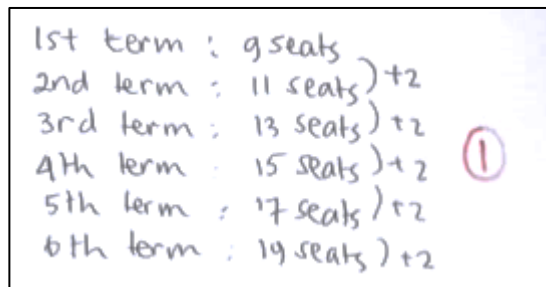 1st term : 9 seats
2nd term : 11 seats ) +2
3rd term : 13 seats ) +2
4th term : 15 seats ) +2
5th term : 17 seats ) +2
6th term : 19 seats ) +2
1